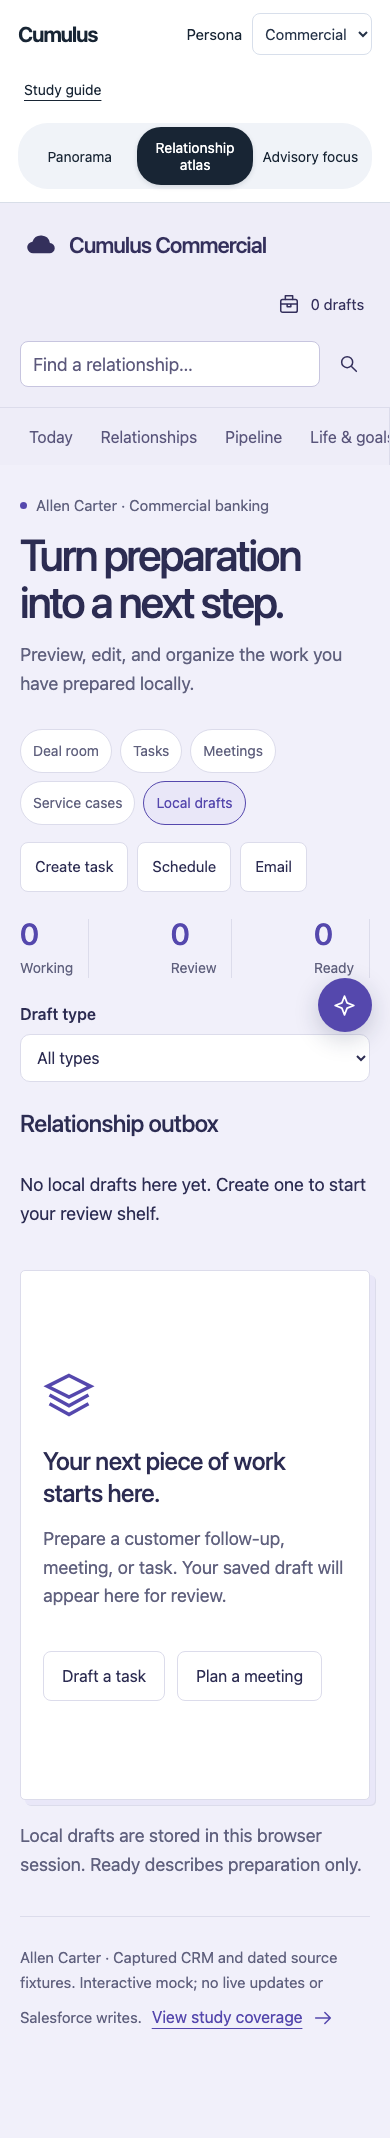 Cumulus
Persona
Commercial
Study guide
Panorama
Relationship
atlas
Advisory focus
Cumulus Commercial
0 drafts
Find a relationship...
Today
Relationships
Pipeline
Life & goals
Allen Carter · Commercial banking
Turn preparation
into a next step.
Preview, edit, and organize the work you
have prepared locally.
Deal room
Tasks
Meetings
Service cases
Local drafts
Create task
Schedule
Email
0
0
0
Working
Review
Ready
Draft type
All types
Relationship outbox
No local drafts here yet. Create one to start
your review shelf.
Your next piece of work
starts here.
Prepare a customer follow-up,
meeting, or task. Your saved draft will
appear here for review.
Draft a task
Plan a meeting
Local drafts are stored in this browser
session. Ready describes preparation only.
Allen Carter · Captured CRM and dated source
fixtures. Interactive mock; no live updates or
Salesforce writes. View study coverage →